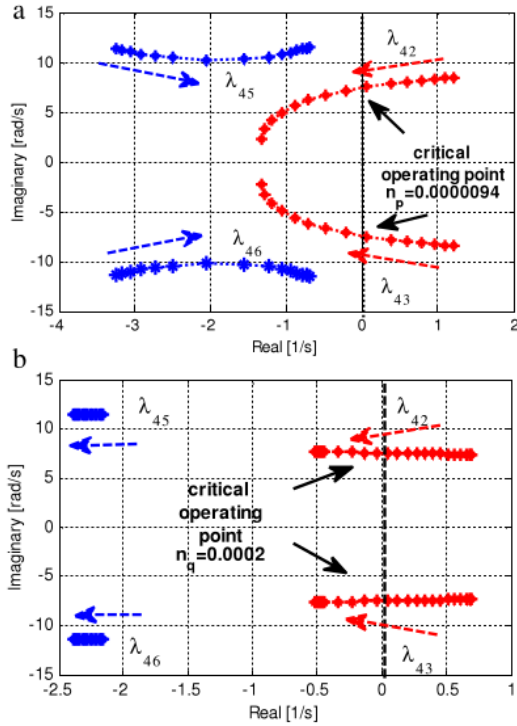 a
15
10
5
0
-5
-10
-15
Imaginary [rad/s]
λ45
λ42
critical
operating point
np=0.0000094
λ46
λ43
-4 -3 -2 -1 0 1 2
Real [1/s]
b
15
10
5
0
-5
-10
-15
Imaginary [rad/s]
λ45
λ42
critical
operating
point
nq=0.0002
λ46
λ43
-2.5 -2 -1.5 -1 -0.5 0 0.5 1
Real [1/s]